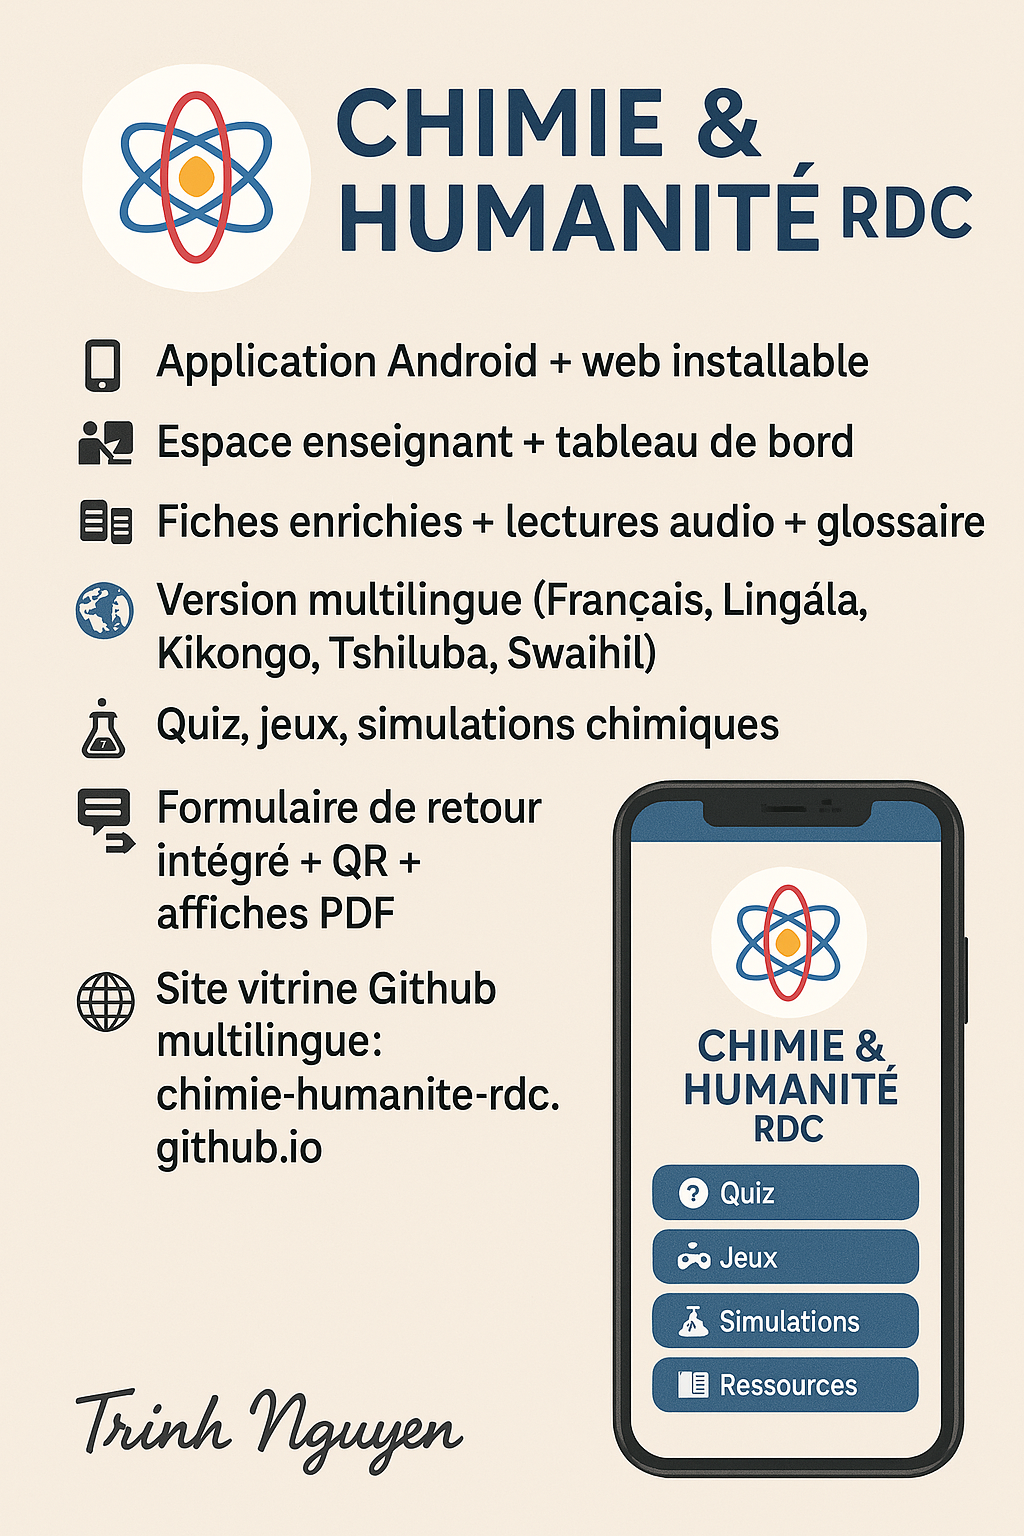 CHIMIE &
HUMANITÉ RDC
Application Android + web installable
Espace enseignant + tableau de bord
Fiches enrichies + lectures audio + glossaire
Version multilingue (Français, Lingála,
Kikongo, Tshiluba, Swaihil)
Quiz, jeux, simulations chimiques
Formulaire de retour
intégré + QR +
affiches PDF
Site vitrine Github
multilingue:
chimie-humanite-rdc.
github.io
CHIMIE &
HUMANITÉ
RDC
Quiz
Jeux
Simulations
Ressources
Trinh Nguyen